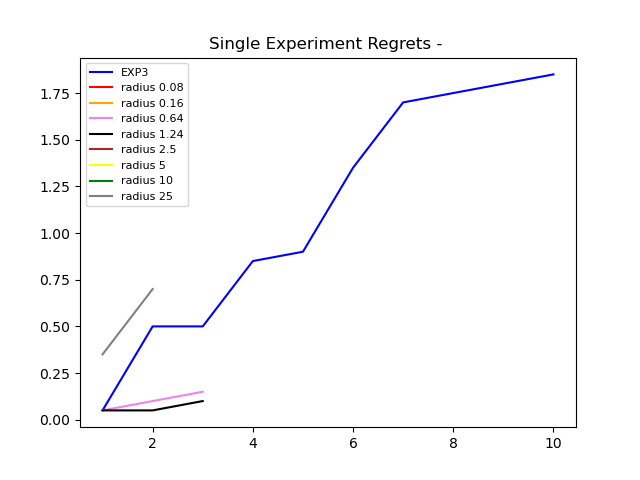 Single Experiment Regrets -
EXP3
radius 0.08
radius 0.16
radius 0.64
radius 1.24
radius 2.5
radius 5
radius 10
radius 25
1.75
1.50
1.25
1.00
0.75
0.50
0.25
0.00
2 4 6 8 10